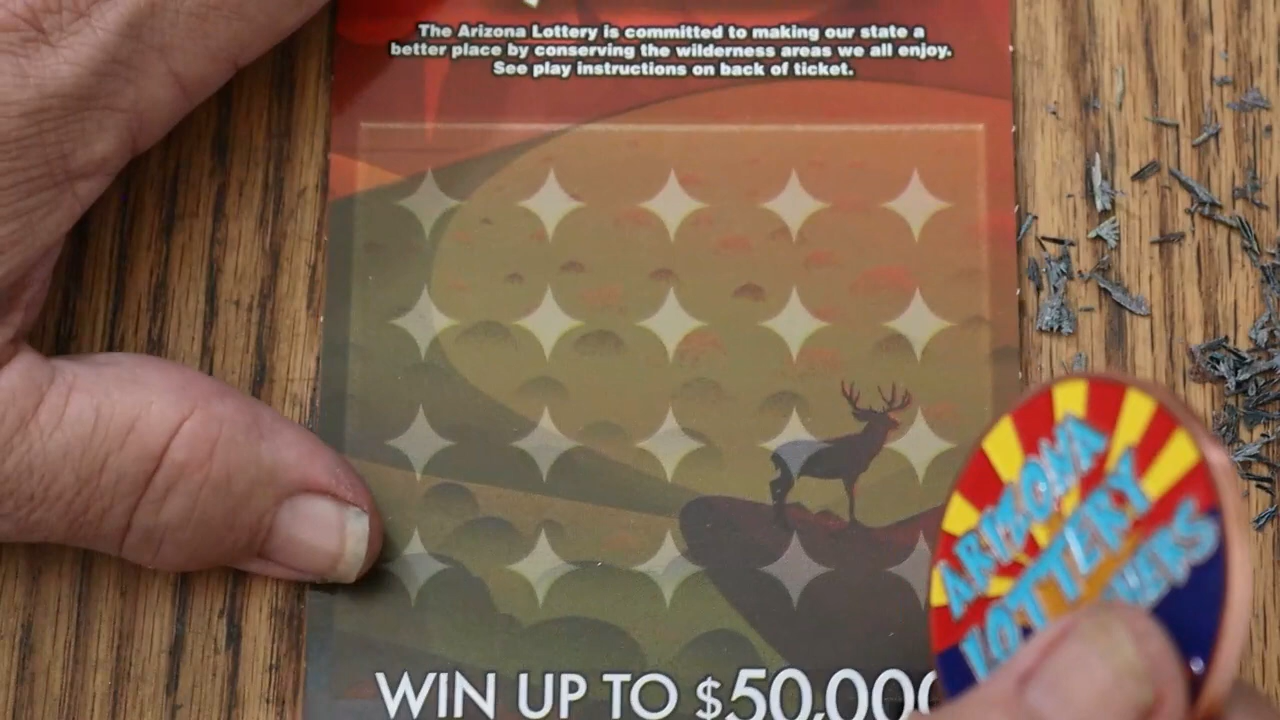 The Arizona Lottery is committed to making our state a
better place by conserving the wilderness areas we all enjoy.
See play instructions on back of ticket.
ARIZONA
LOTTERY
WIN UP TO $50,000